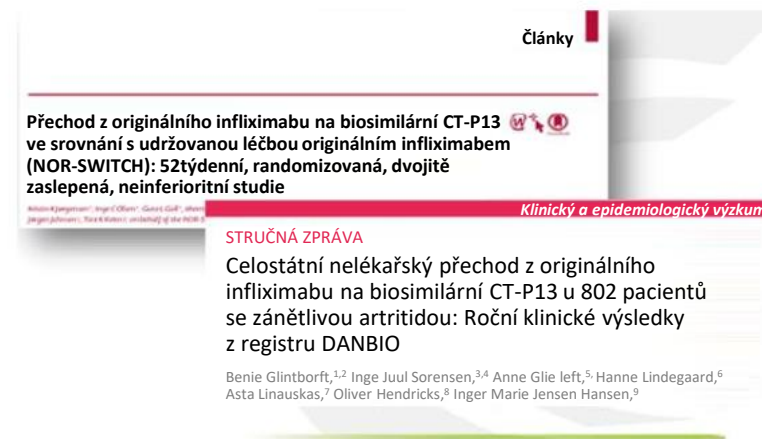 Články
Přechod z originálního infliximabu na biosimilární CT-P13
ve srovnání s udržovanou léčbou originálním infliximabem
(NOR-SWITCH): 52týdenní, randomizovaná, dvojitě
zaslepená, neinferioritní studie
Klinický a epidemiologický výzkum
STRUČNÁ ZPRÁVA
Celostátní nelékařský přechod z originálního
infliximabu na biosimilární CT-P13 u 802 pacientů
se zánětlivou artritidou: Roční klinické výsledky
z registru DANBIO
Benie Glintborft,1,2 Inge Juul Sorensen,3,4 Anne Glie left,5, Hanne Lindegaard,6
Asta Linauskas,7 Oliver Hendricks,8 Inger Marie Jensen Hansen,9